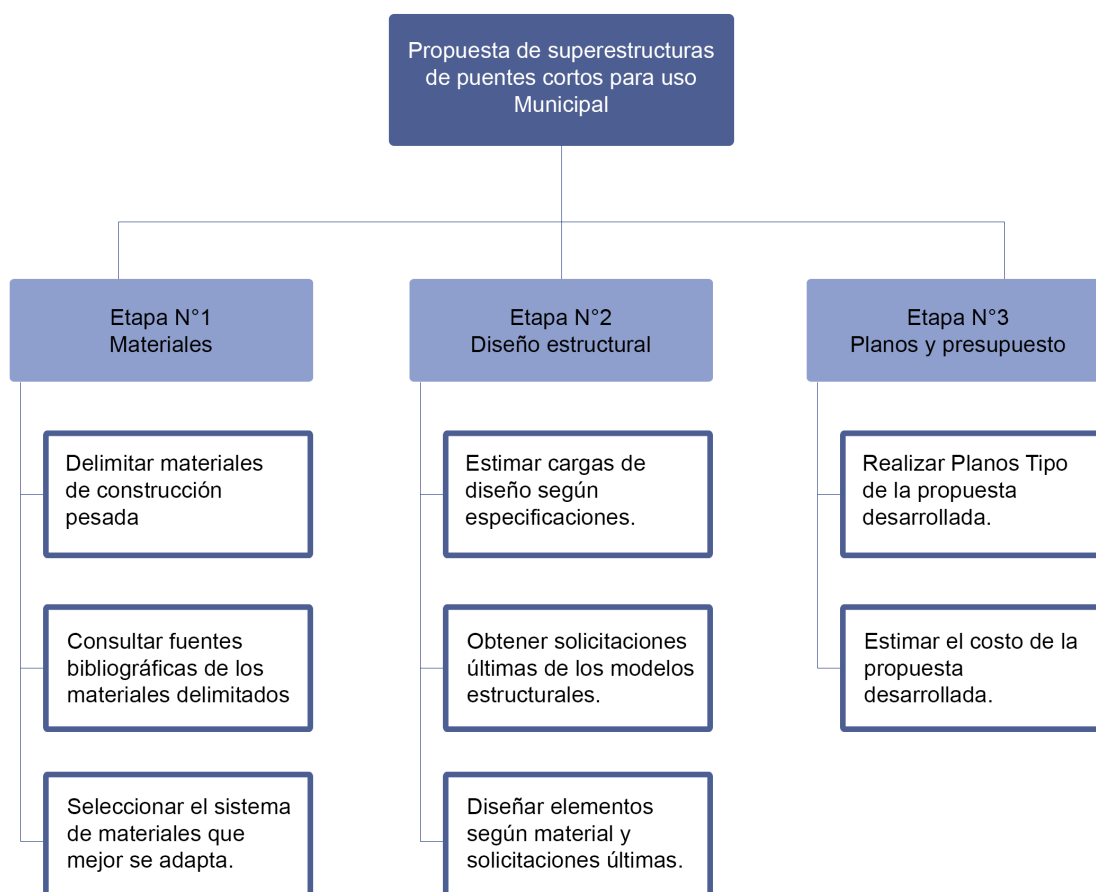 Propuesta de superestructuras
de puentes cortos para uso
Municipal
Etapa N°1
Materiales
Delimitar materiales
de construcción
pesada
Consultar fuentes
bibliográficas de los
materiales delimitados
Seleccionar el sistema
de materiales que
mejor se adapta.
Etapa N°2
Diseño estructural
Estimar cargas de
diseño según
especificaciones.
Obtener solicitaciones
últimas de los modelos
estructurales.
Diseñar elementos
según material y
solicitaciones últimas.
Etapa N°3
Planos y presupuesto
Realizar Planos Tipo
de la propuesta
desarrollada.
Estimar el costo de la
propuesta
desarrollada.